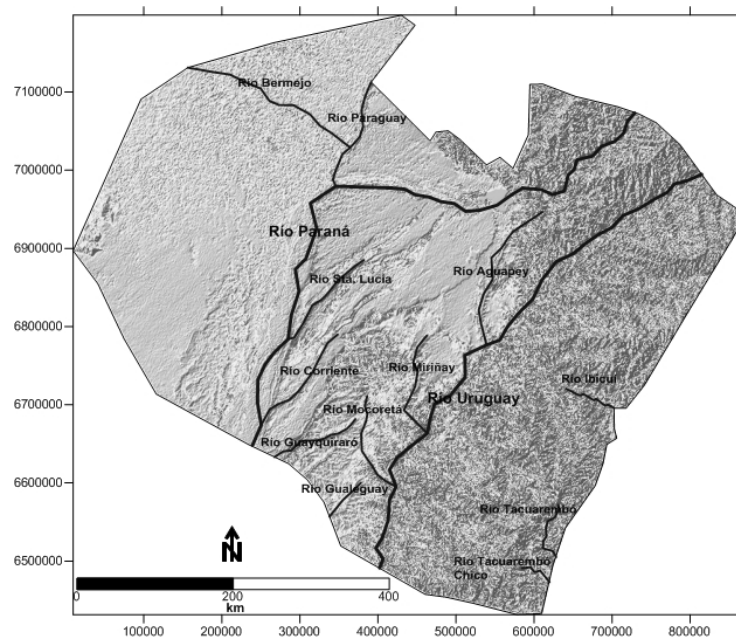 7100000
7000000
6900000
6800000
6700000
6600000
6500000
Río Bermejo
Río Paraguay
Río Paraná
Río Sta. Lucía
Río Aguapey
Río Corriente
Río Miriñay
Río Ibicuí
Río Mocoretá
Río Uruguay
Río Guayquiraró
Río Gualeguay
Río Tacuarembó
Río Tacuarembó
Chico
N
0 200 400
km
100000 200000 300000 400000 500000 600000 700000 800000